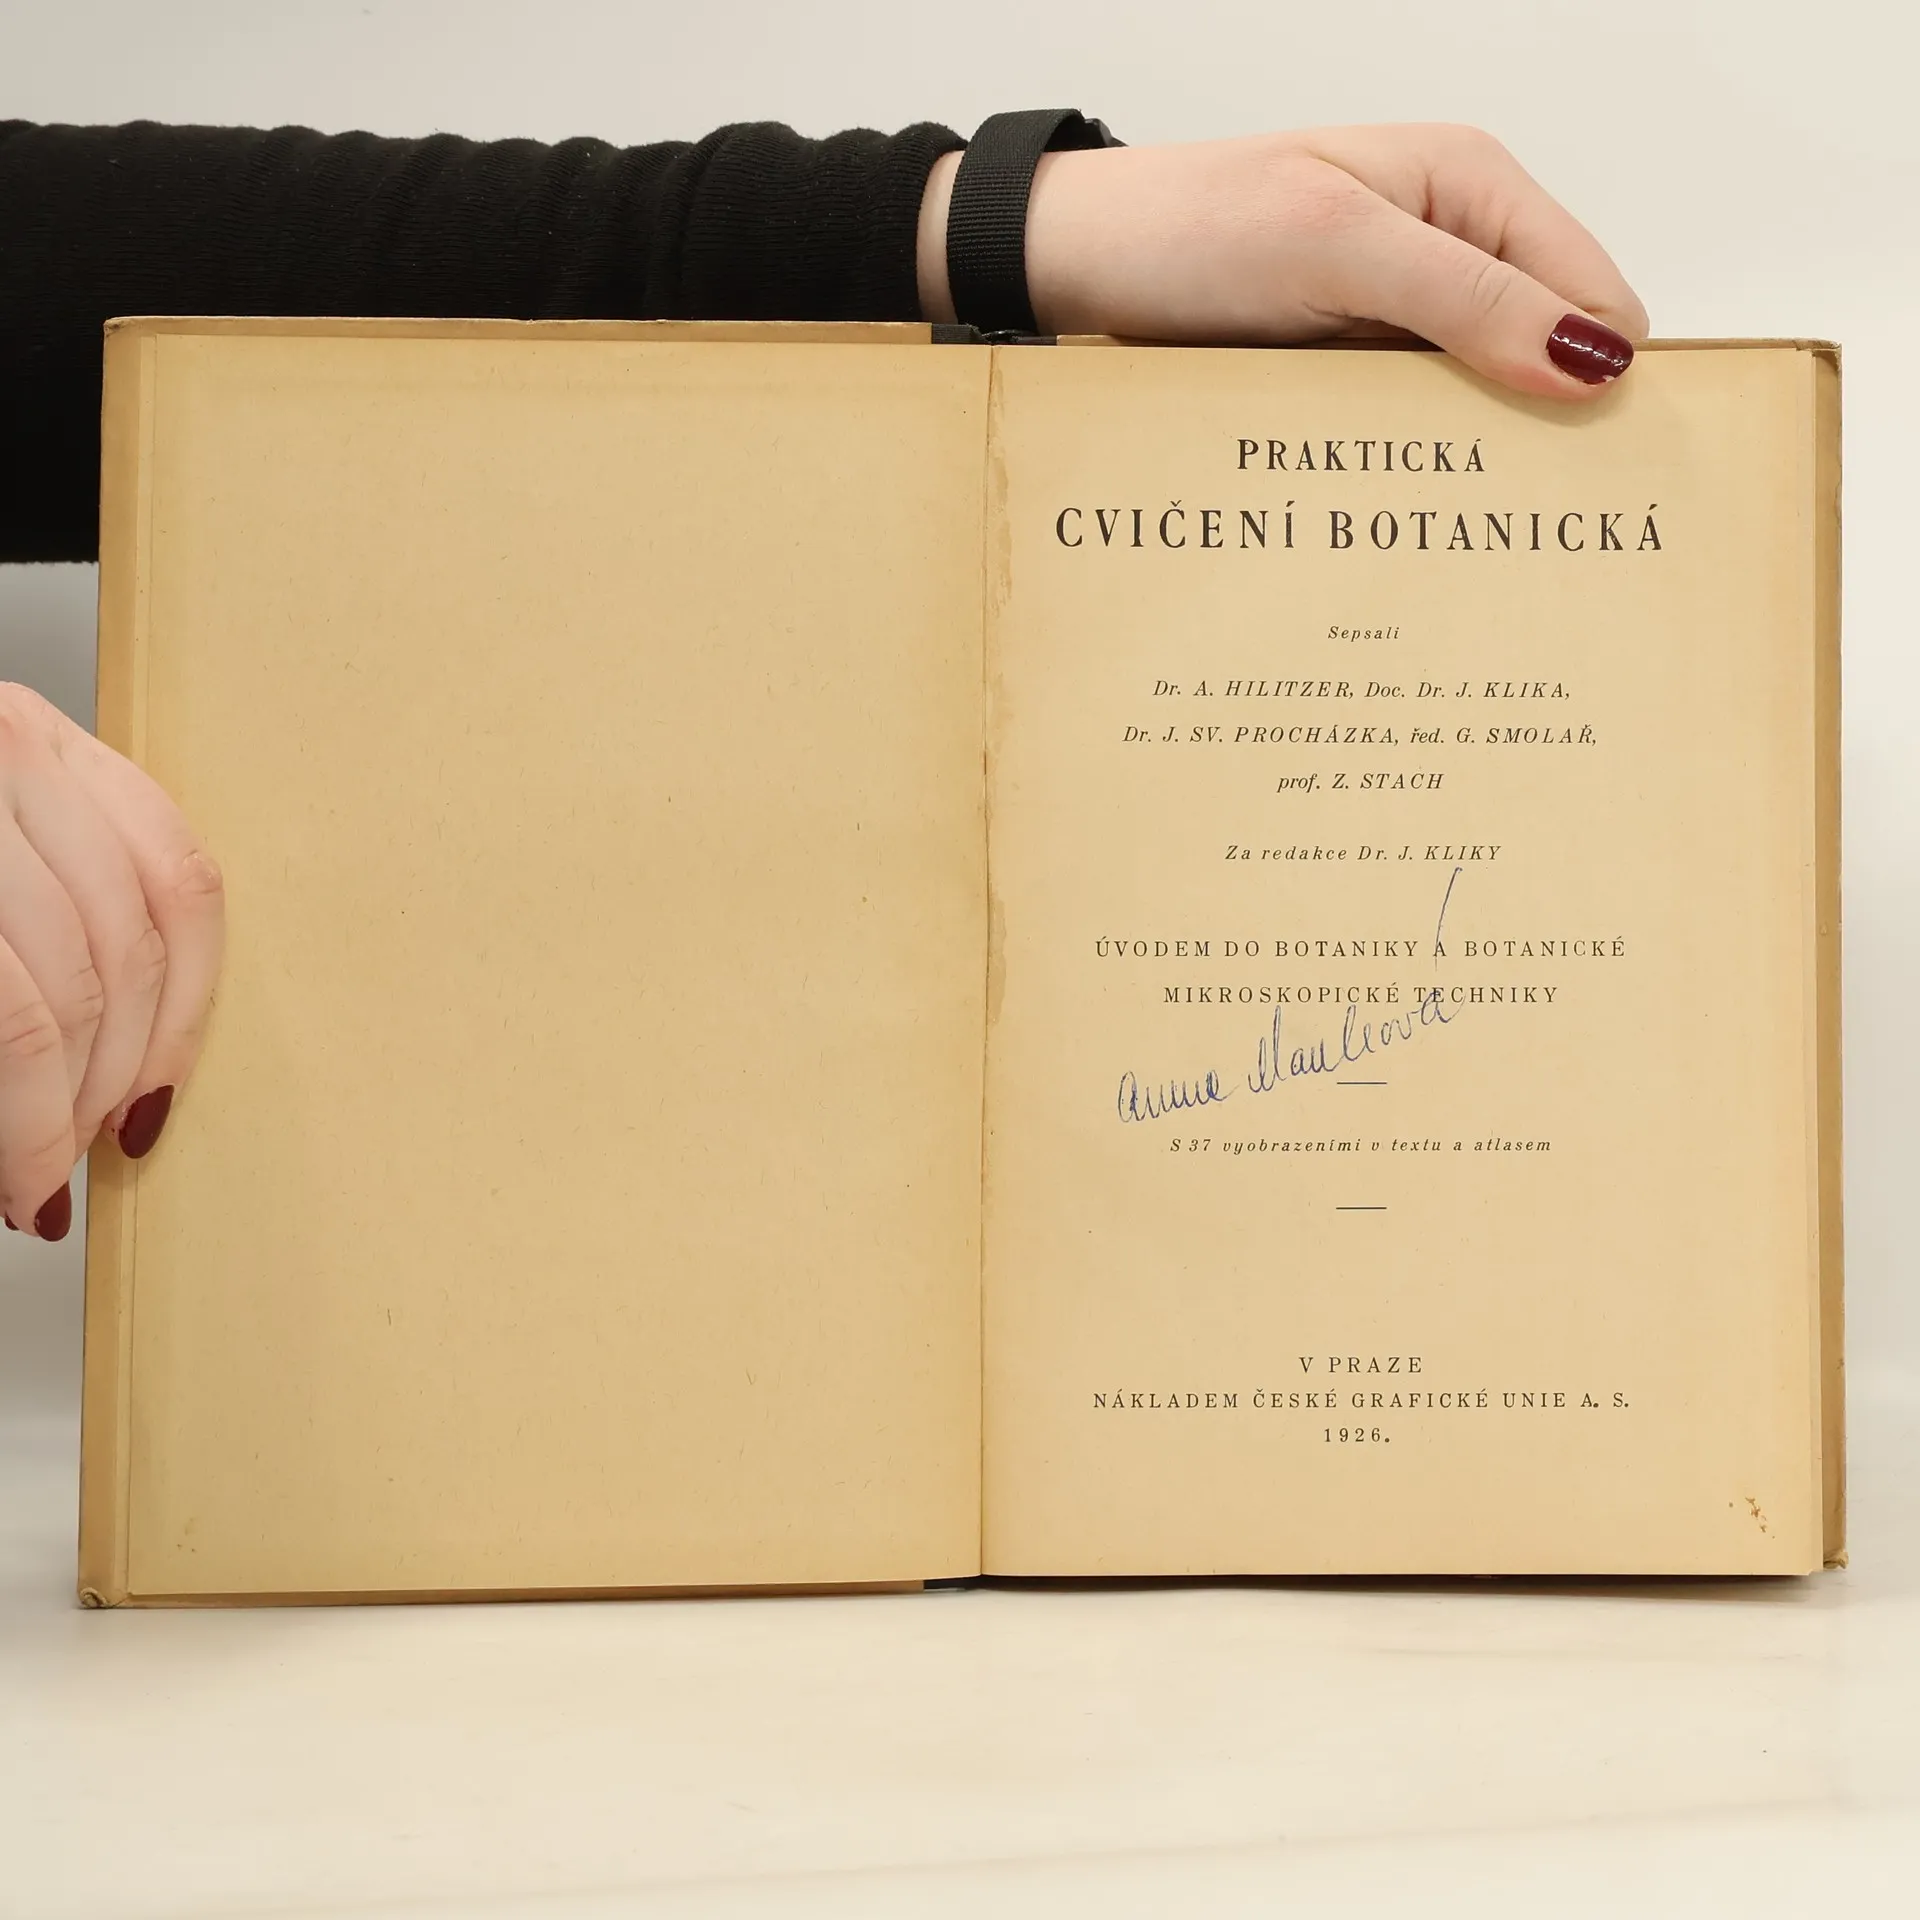 PRAKTICKÁ
CVIČENÍ BOTANICKÁ
Sepsali
Dr. A. HILITZER, Doc. Dr. J. KLIKA,
Dr. J. SV. PROCHÁZKA, řed. G. SMOLAŘ,
prof. Z. STACH
Za redakce Dr. J. KLIKY
ÚVODEM DO BOTANIKY A BOTANICKÉ
MIKROSKOPICKÉ TECHNIKY
S 37 vyobrazeními v textu a atlasem
V PRAZE
NÁKLADEM ČESKÉ GRAFICKÉ UNIE A. S.
1926.